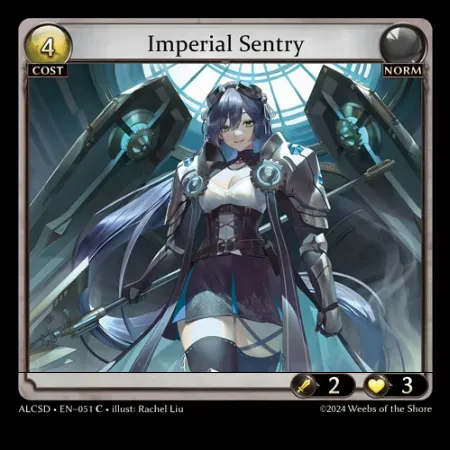 4
Imperial Sentry
COST
NORM
2
3
ALCSD • EN-051 C • illust: Rachel Liu
©2024 Weebs of the Shore